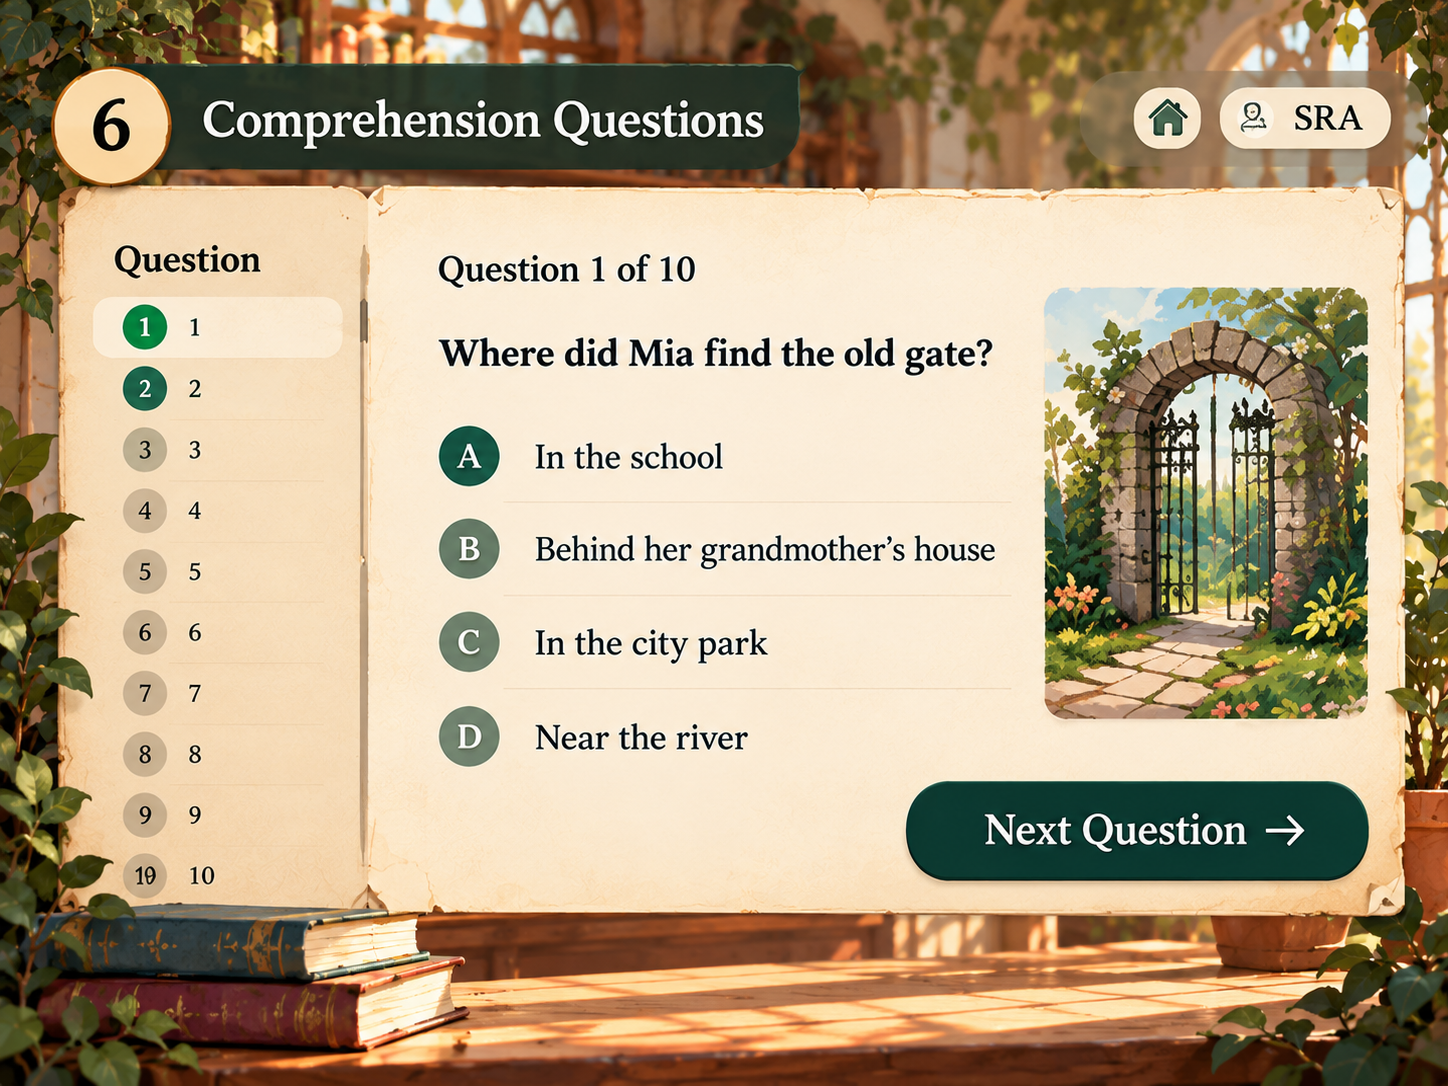 6
Comprehension Questions
SRA
Question
1 1
2 2
3 3
4 4
5 5
6 6
7 7
8 8
9 9
10 10
Question 1 of 10
Where did Mia find the old gate?
A In the school
B Behind her grandmother’s house
C In the city park
D Near the river
Next Question →